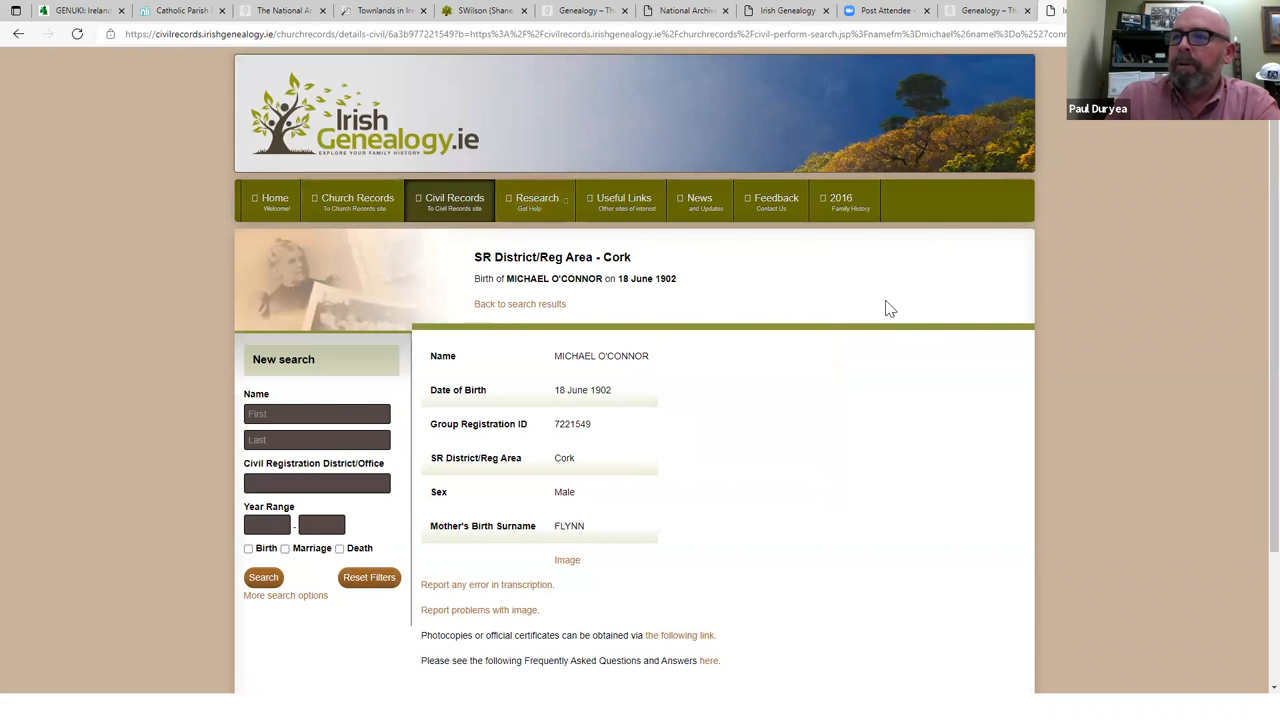 GENUKI: Ireland
Catholic Parish
The National Ar
Townlands in Ire
SWilson (Shane
Genealogy – Th
National Archive
Irish Genealogy
Post Attendee -
Genealogy – Th
https://civilrecords.irishgenealogy.ie/churchrecords/details-civil/6a3b977221549?b=https%3A%2F%2Fcivilrecords.irishgenealogy.ie%2Fchurchrecords%2Fcivil-perform-search.jsp%3Fnamefm%3Dmichael%26namel%3Do%2527conn
Paul Duryea
Irish
Genealogy.ie
EXPLORE YOUR FAMILY HISTORY
Home Church Records Civil Records Research Useful Links News Feedback 2016
Welcome! To Church Records site To Civil Records site Get Help Other sites of interest and Updates Contact Us Family History
SR District/Reg Area - Cork
Birth of MICHAEL O'CONNOR on 18 June 1902
Back to search results
New search
Name
First
Last
Civil Registration District/Office
Year Range
-
Birth Marriage Death
Search Reset Filters
More search options
Name MICHAEL O'CONNOR
Date of Birth 18 June 1902
Group Registration ID 7221549
SR District/Reg Area Cork
Sex Male
Mother's Birth Surname FLYNN
Image
Report any error in transcription.
Report problems with image.
Photocopies or official certificates can be obtained via the following link.
Please see the following Frequently Asked Questions and Answers here.